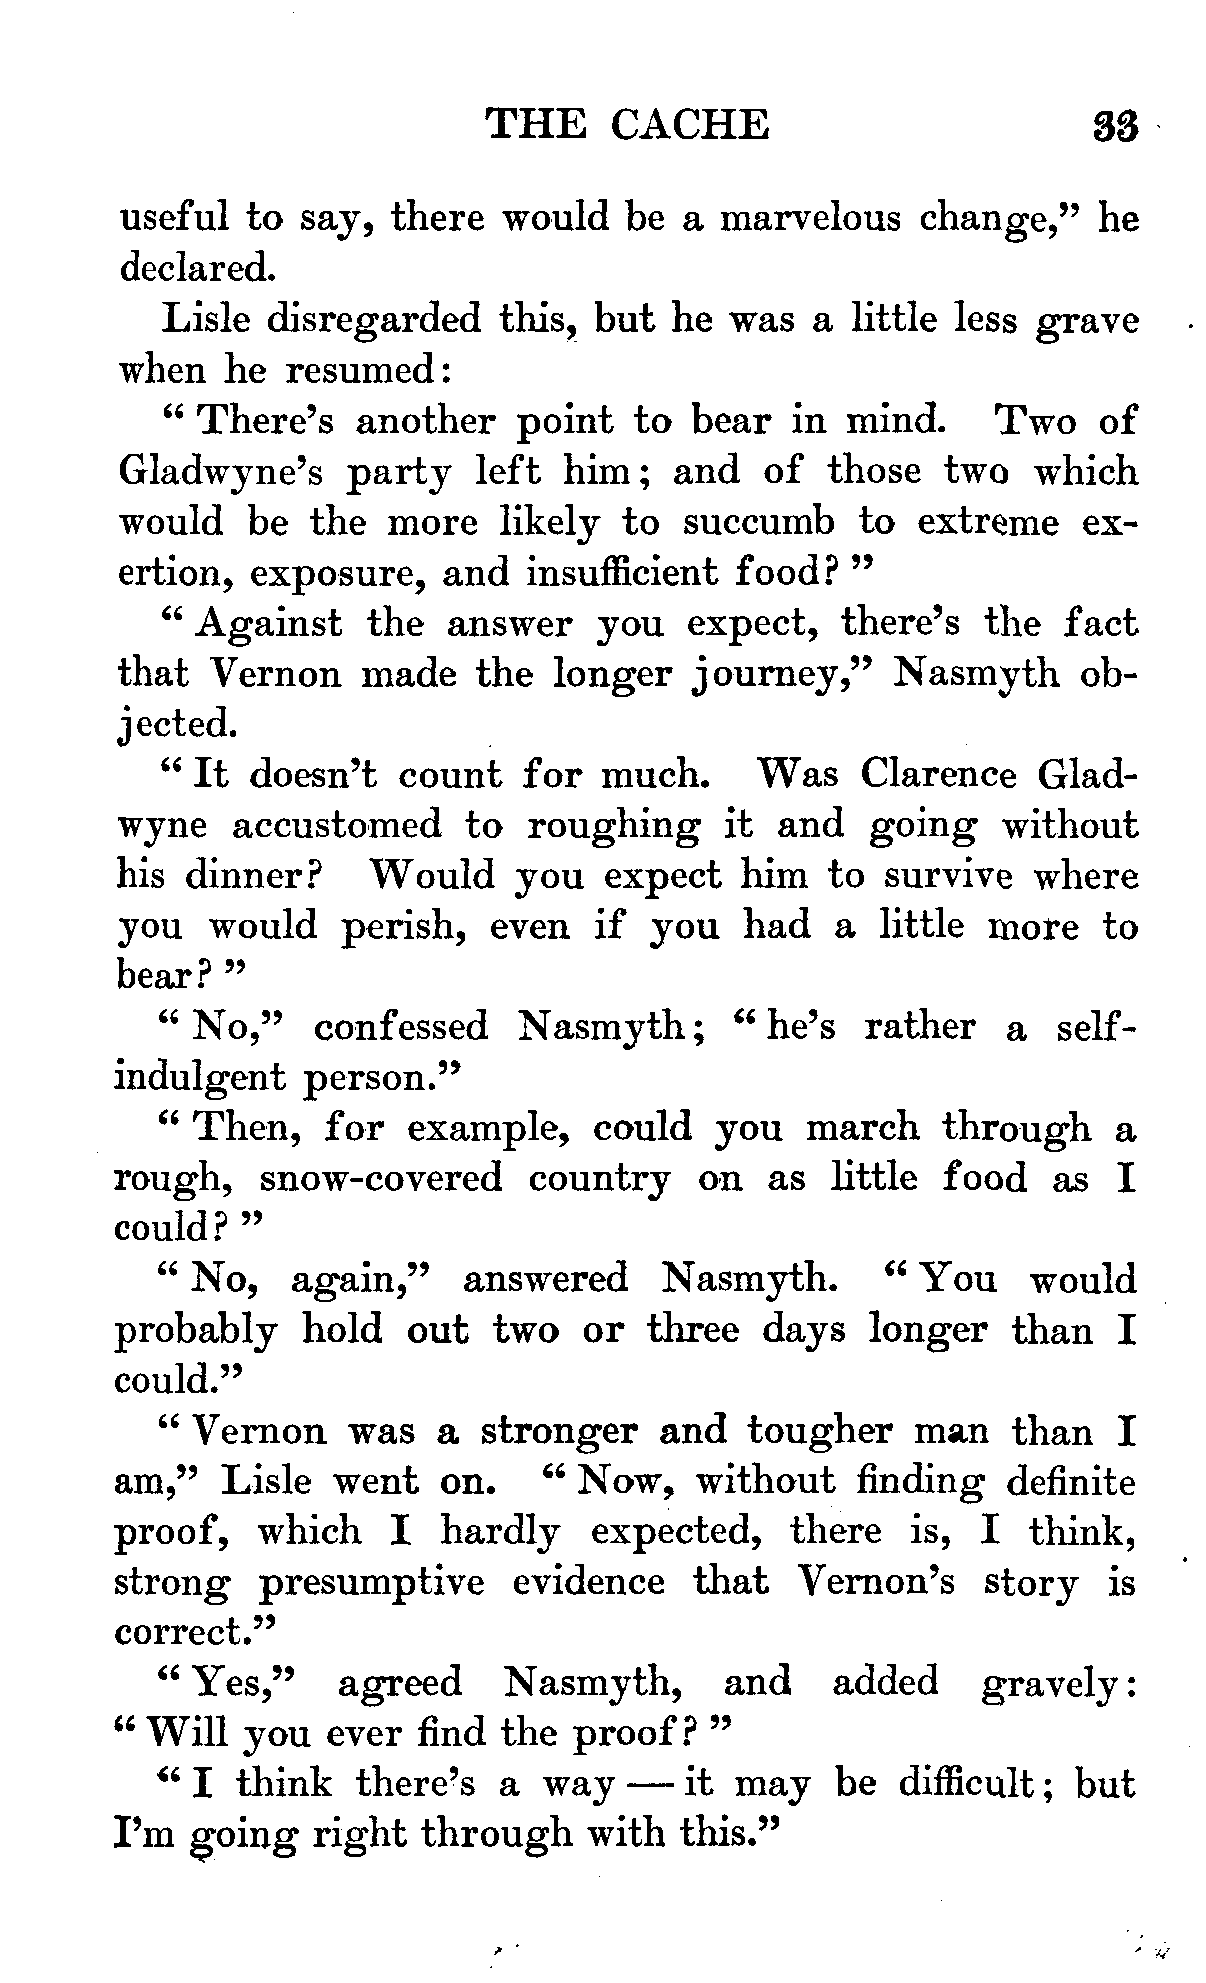 THE CACHE 33
useful to say, there would be a marvelous change,” he
declared.
Lisle disregarded this, but he was a little less grave
when he resumed:
“ There’s another point to bear in mind. Two of
Gladwyne’s party left him; and of those two which
would be the more likely to succumb to extreme ex-
ertion, exposure, and insufficient food? ”
“ Against the answer you expect, there’s the fact
that Vernon made the longer journey,” Nasmyth ob-
jected.
“ It doesn’t count for much. Was Clarence Glad-
wyne accustomed to roughing it and going without
his dinner? Would you expect him to survive where
you would perish, even if you had a little more to
bear? ”
“ No,” confessed Nasmyth; “ he’s rather a self-
indulgent person.”
“ Then, for example, could you march through a
rough, snow-covered country on as little food as I
could? ”
“ No, again,” answered Nasmyth. “ You would
probably hold out two or three days longer than I
could.”
“ Vernon was a stronger and tougher man than I
am,” Lisle went on. “ Now, without finding definite
proof, which I hardly expected, there is, I think,
strong presumptive evidence that Vernon’s story is
correct.”
“ Yes,” agreed Nasmyth, and added gravely:
“ Will you ever find the proof? ”
“ I think there’s a way — it may be difficult; but
I’m going right through with this.”